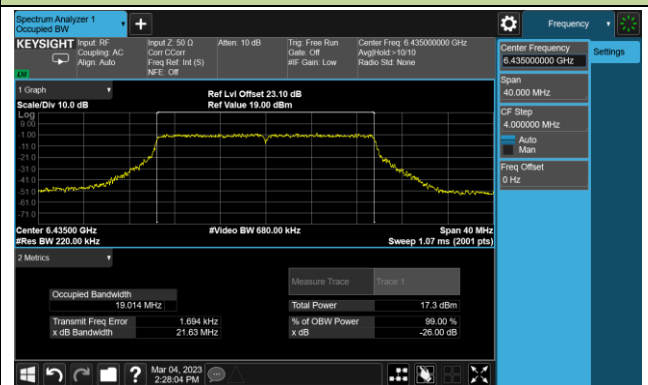 Spectrum Analyzer 1
Occupied BW
Frequency
KEYSIGHT
Input: RF
Coupling: AC
Align: Auto
Input Z: 50 Ω
Corr CCorr
Freq Ref: Int (S)
NFE: Off
Atten: 10 dB
Trig: Free Run
Gate: Off
#IF Gain: Low
Center Freq: 6.435000000 GHz
Avg|Hold:>10/10
Radio Std: None
Center Frequency
6.435000000 GHz
Settings
Span
40.000 MHz
CF Step
4.000000 MHz
Auto
Man
Freq Offset
0 Hz
1 Graph
Scale/Div 10.0 dB
Ref Lvl Offset 23.10 dB
Ref Value 19.00 dBm
Log
9.00
-1.00
-11.0
-21.0
-31.0
-41.0
-51.0
-61.0
-71.0
Center 6.43500 GHz
#Res BW 220.00 kHz
#Video BW 680.00 kHz
Span 40 MHz
Sweep 1.07 ms (2001 pts)
2 Metrics
Measure Trace Trace 1
Occupied Bandwidth
19.014 MHz
Total Power 17.3 dBm
Transmit Freq Error 1.694 kHz
% of OBW Power 99.00 %
x dB Bandwidth 21.63 MHz
x dB -26.00 dB
Mar 04, 2023
2:28:04 PM